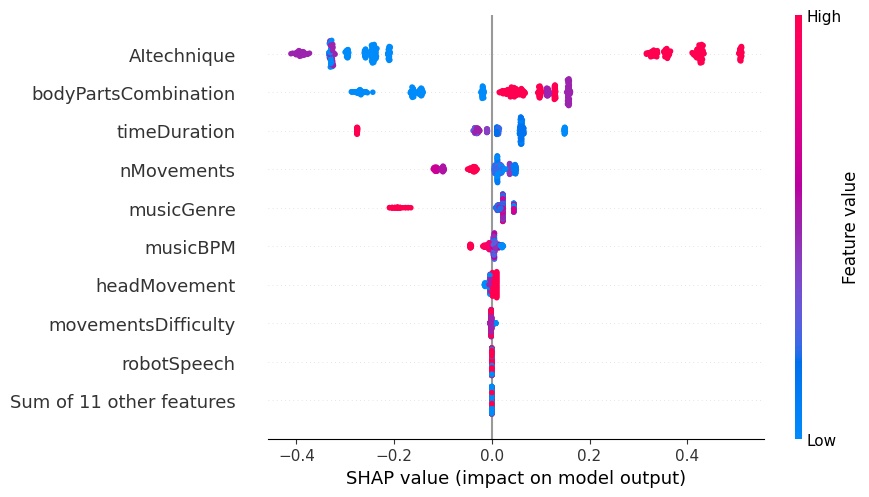 High
AItechnique
bodyPartsCombination
timeDuration
nMovements
musicGenre
musicBPM
headMovement
movementsDifficulty
robotSpeech
Sum of 11 other features
Feature value
Low
−0.4 −0.2 0.0 0.2 0.4
SHAP value (impact on model output)